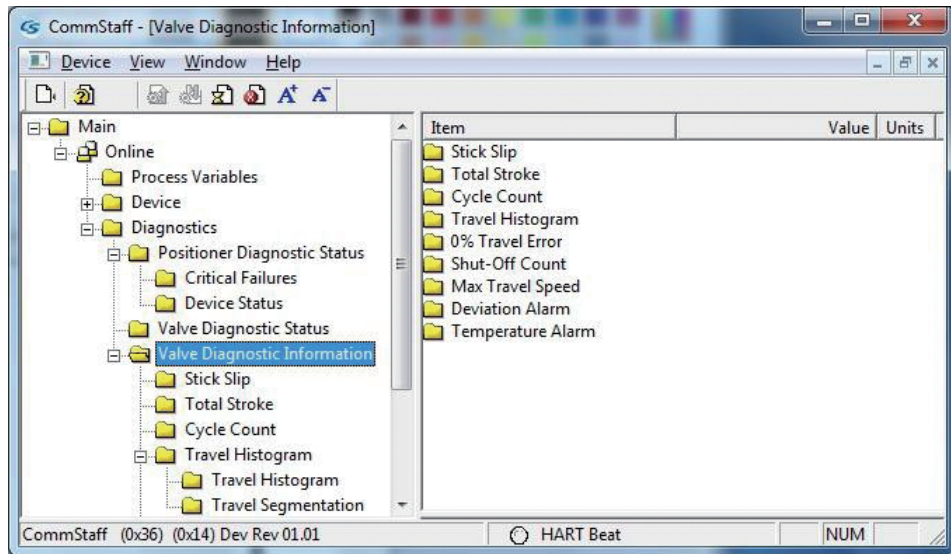 CommStaff - [Valve Diagnostic Information]
Device View Window Help
A+ A-
Main
Online
Process Variables
Device
Diagnostics
Positioner Diagnostic Status
Critical Failures
Device Status
Valve Diagnostic Status
Valve Diagnostic Information
Stick Slip
Total Stroke
Cycle Count
Travel Histogram
Travel Histogram
Travel Segmentation
Item Value Units
Stick Slip
Total Stroke
Cycle Count
Travel Histogram
0% Travel Error
Shut-Off Count
Max Travel Speed
Deviation Alarm
Temperature Alarm
CommStaff (0x36) (0x14) Dev Rev 01.01 HART Beat NUM